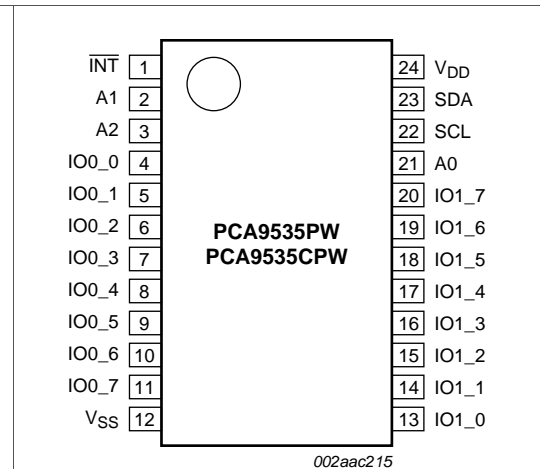 INT 1 24 VDD
A1 2 23 SDA
A2 3 22 SCL
IO0_0 4 21 A0
IO0_1 5 20 IO1_7
IO0_2 6 19 IO1_6
IO0_3 7 18 IO1_5
IO0_4 8 17 IO1_4
IO0_5 9 16 IO1_3
IO0_6 10 15 IO1_2
IO0_7 11 14 IO1_1
VSS 12 13 IO1_0
PCA9535PW
PCA9535CPW
002aac215